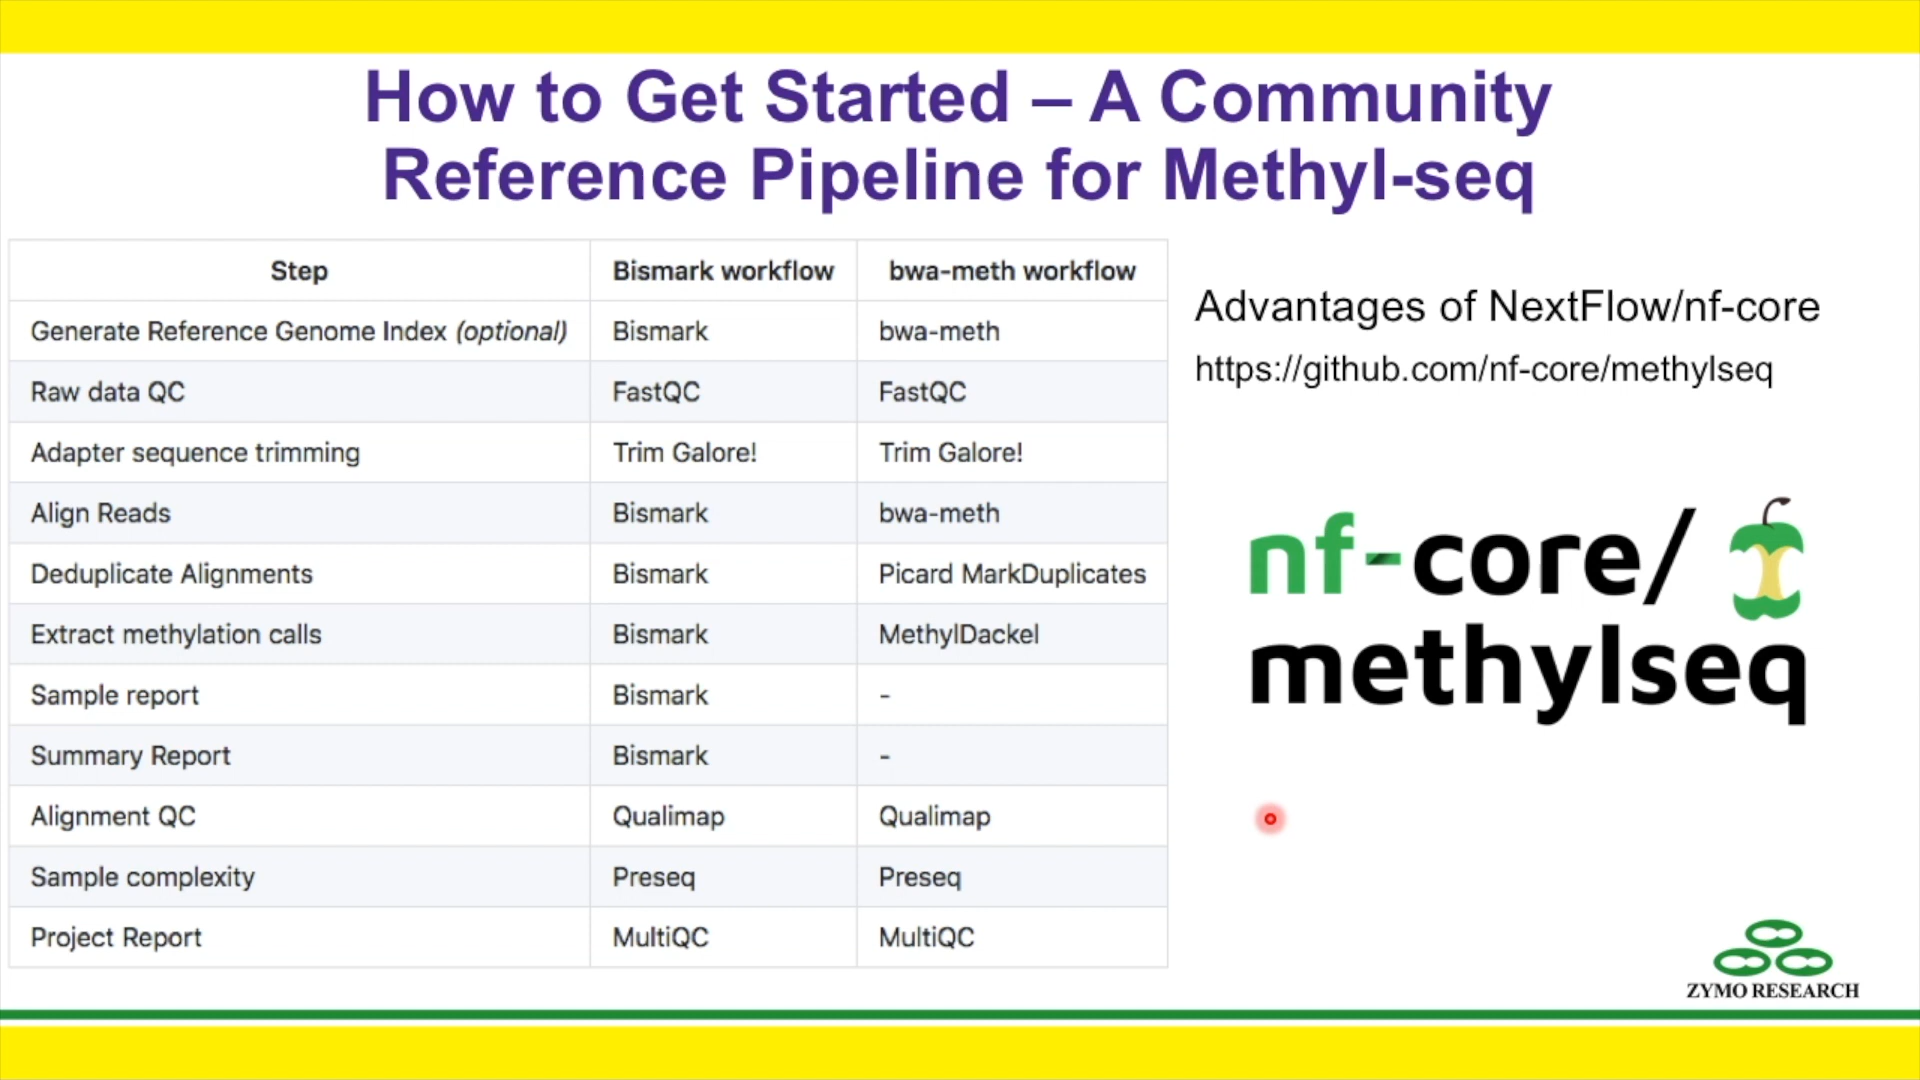 How to Get Started – A Community
Reference Pipeline for Methyl-seq
Step Bismark workflow bwa-meth workflow
Generate Reference Genome Index (optional) Bismark bwa-meth
Raw data QC FastQC FastQC
Adapter sequence trimming Trim Galore! Trim Galore!
Align Reads Bismark bwa-meth
Deduplicate Alignments Bismark Picard MarkDuplicates
Extract methylation calls Bismark MethylDackel
Sample report Bismark -
Summary Report Bismark -
Alignment QC Qualimap Qualimap
Sample complexity Preseq Preseq
Project Report MultiQC MultiQC
Advantages of NextFlow/nf-core
https://github.com/nf-core/methylseq
nf-core/
methylseq
ZYMO RESEARCH